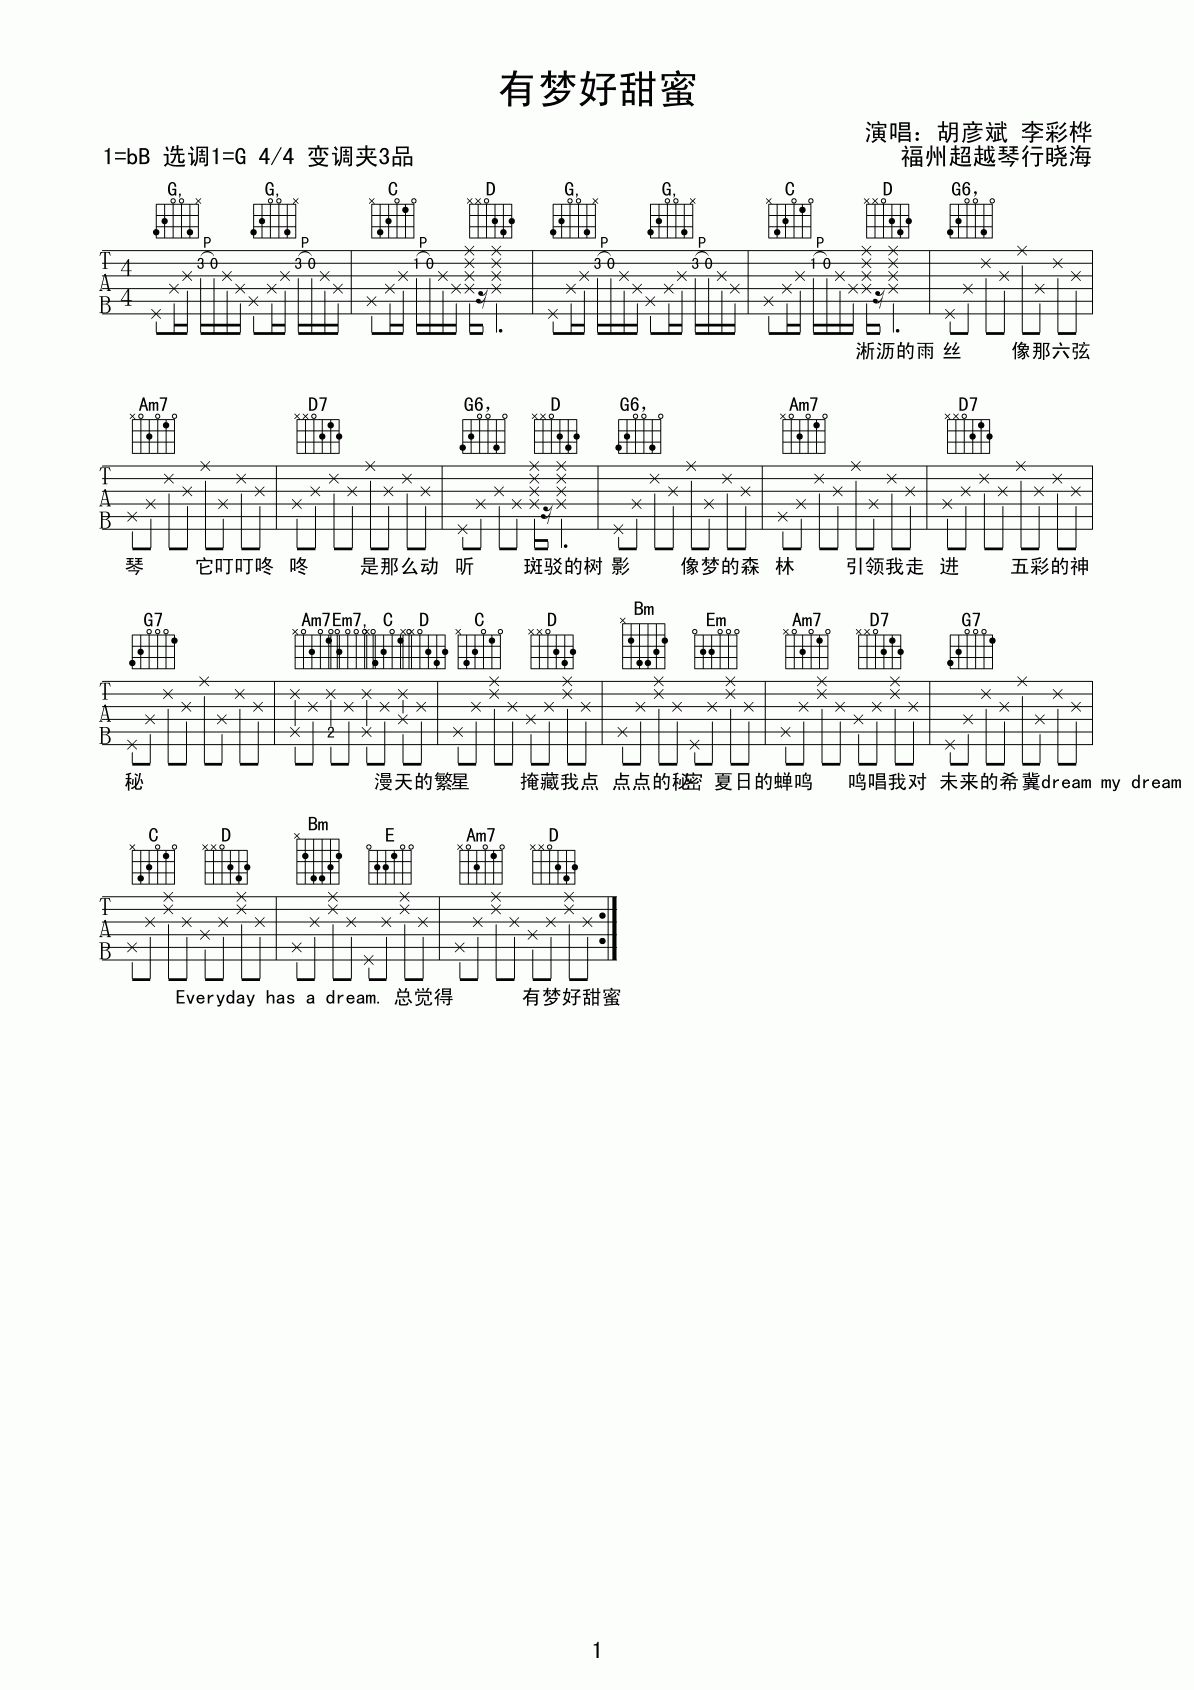 有梦好甜蜜
演唱：胡彦斌 李彩桦
1=bB 选调1=G 4/4 变调夹3品
福州超越琴行晓海
G, G, C D G, G, C D G6,
P P P P P P
T A B 4 4 3 0 3 0 1 0 3 0 3 0 1 0
淅沥的雨 丝 像那六弦
Am7 D7 G6, D G6, Am7 D7
T A B
琴 它叮叮咚 咚 是那么动 听 斑驳的树 影 像梦的森 林 引领我走 进 五彩的神
G7 Am7 Em7, C D C D Bm Em Am7 D7 G7
T A B 2
秘 漫天的繁星 掩藏我点 点点的秘密 夏日的蝉鸣 鸣唱我对 未来的希冀dream my dream
C D Bm E Am7 D
T A B
Everyday has a dream. 总觉得 有梦好甜蜜
1